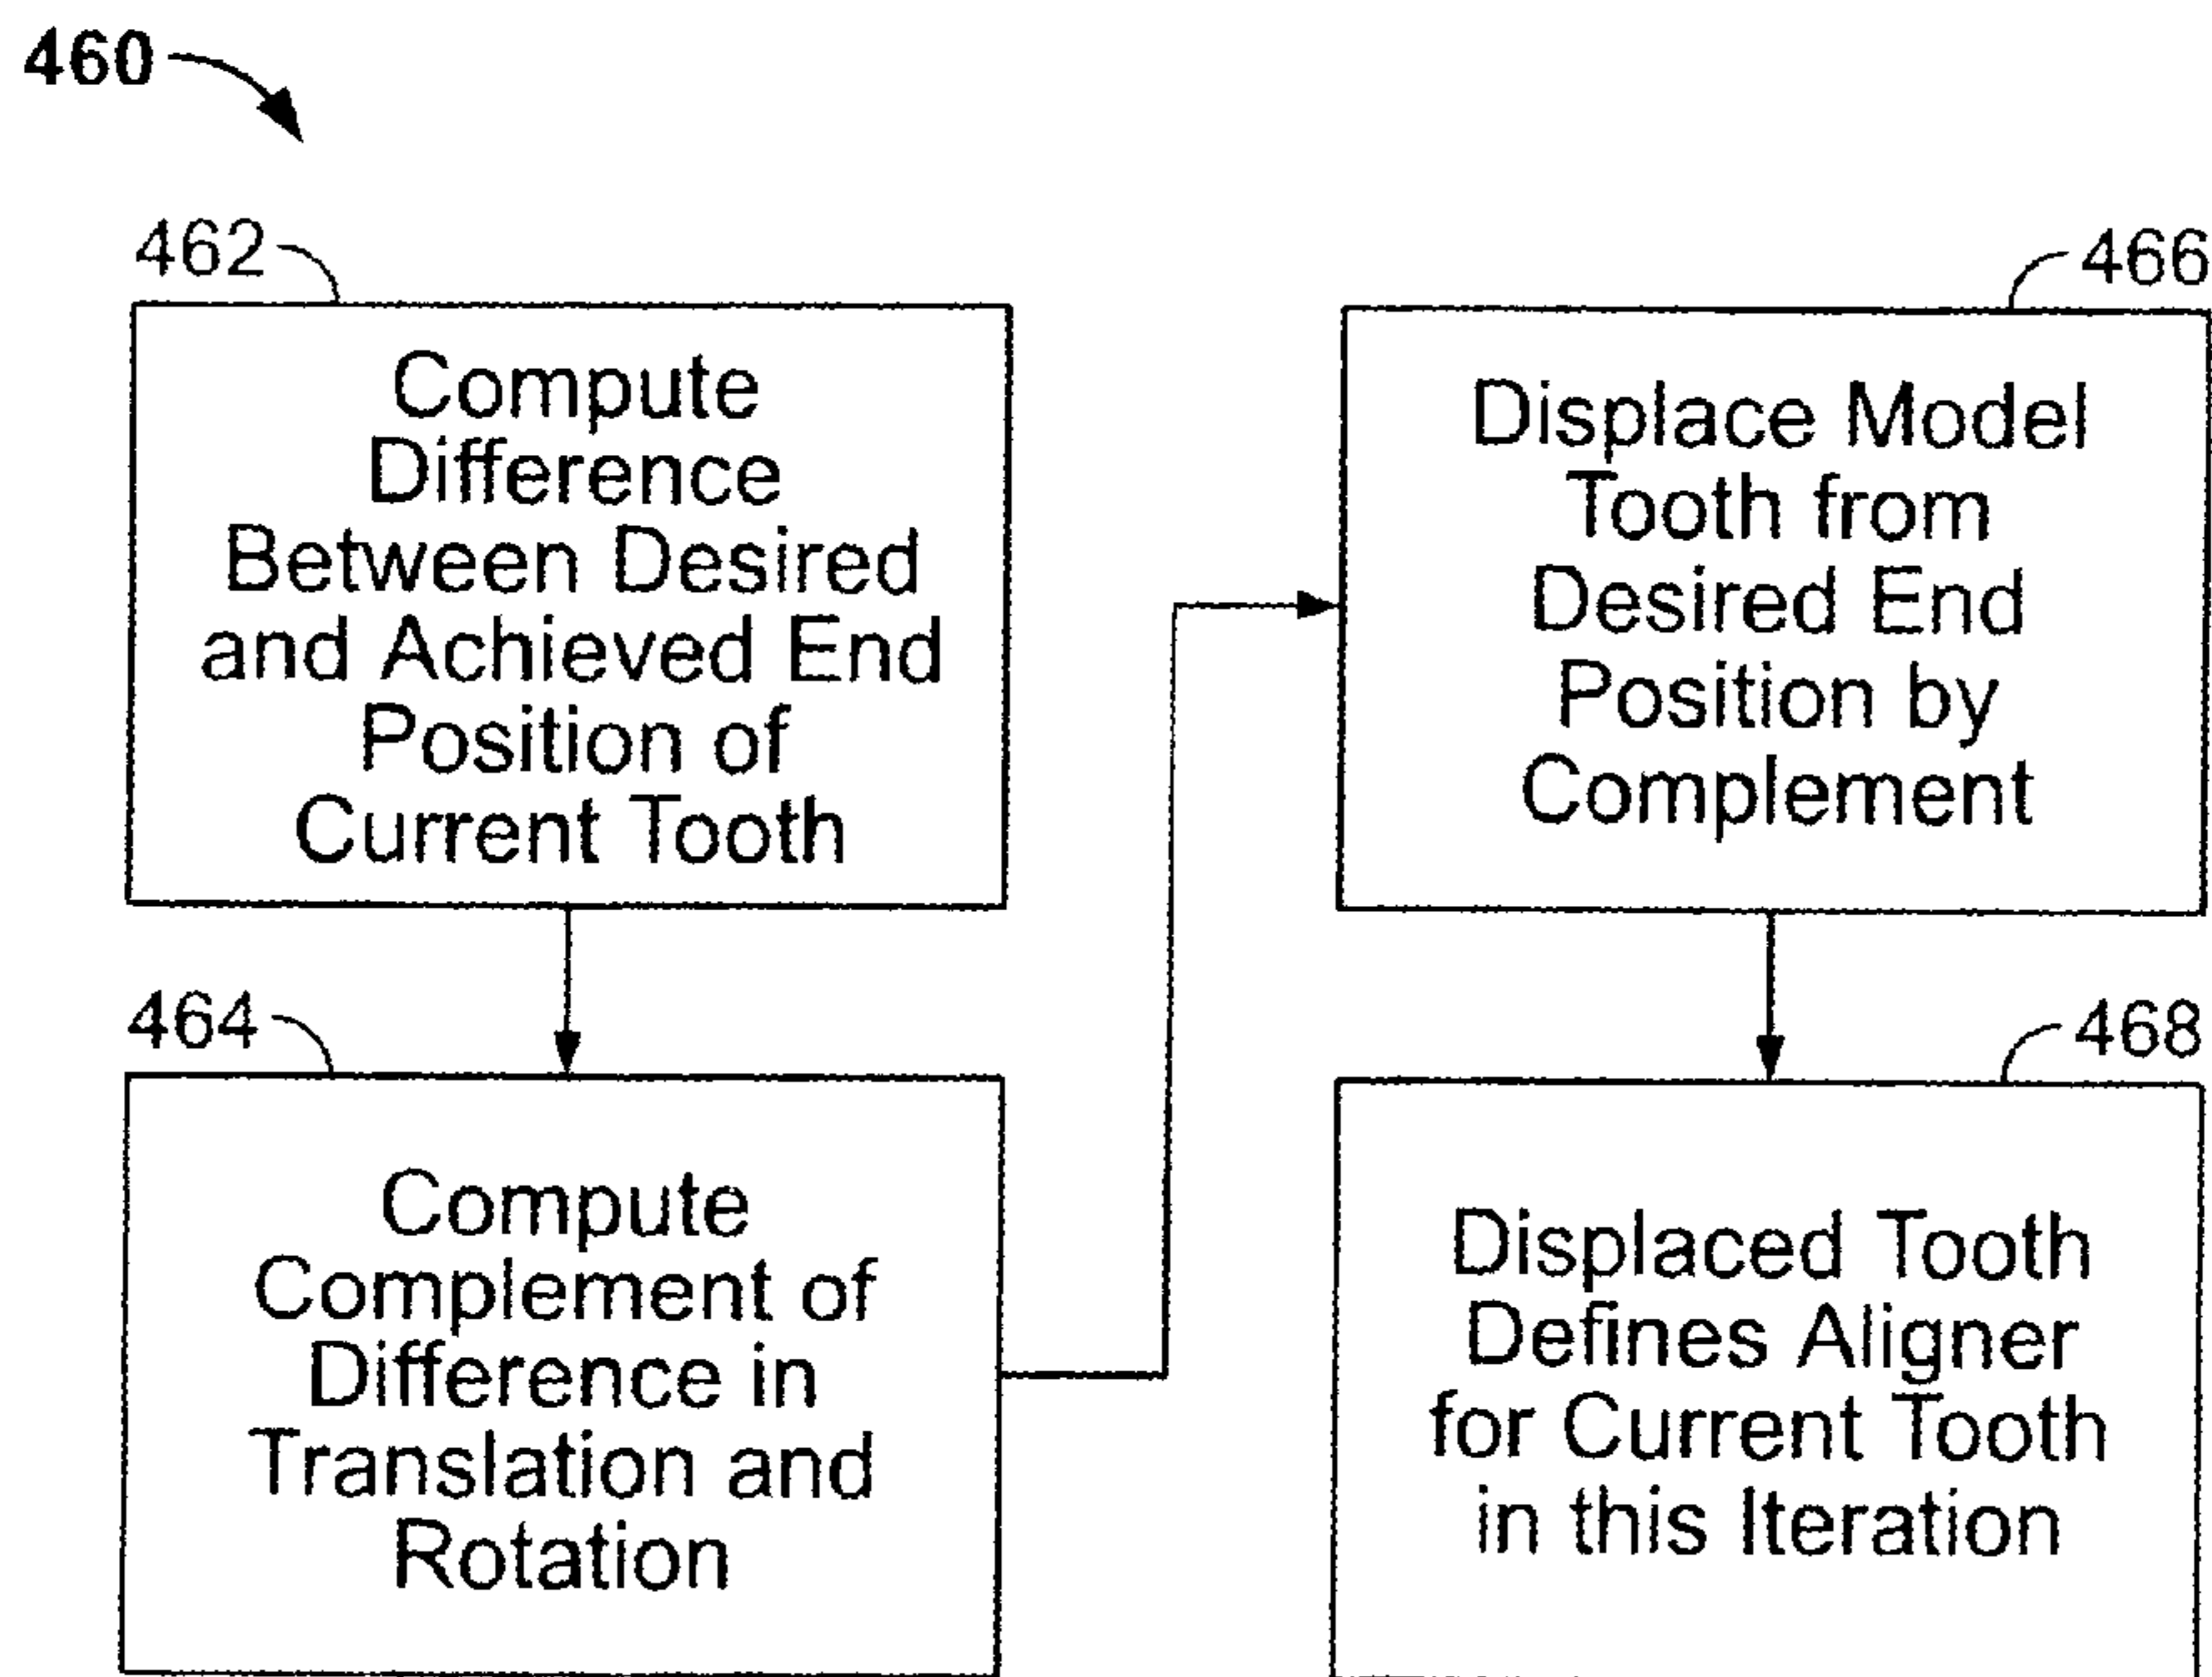 460
462
Compute
Difference
Between Desired
and Achieved End
Position of
Current Tooth
464
Compute
Complement of
Difference in
Translation and
Rotation
466
Displace Model
Tooth from
Desired End
Position by
Complement
468
Displaced Tooth
Defines Aligner
for Current Tooth
in this Iteration